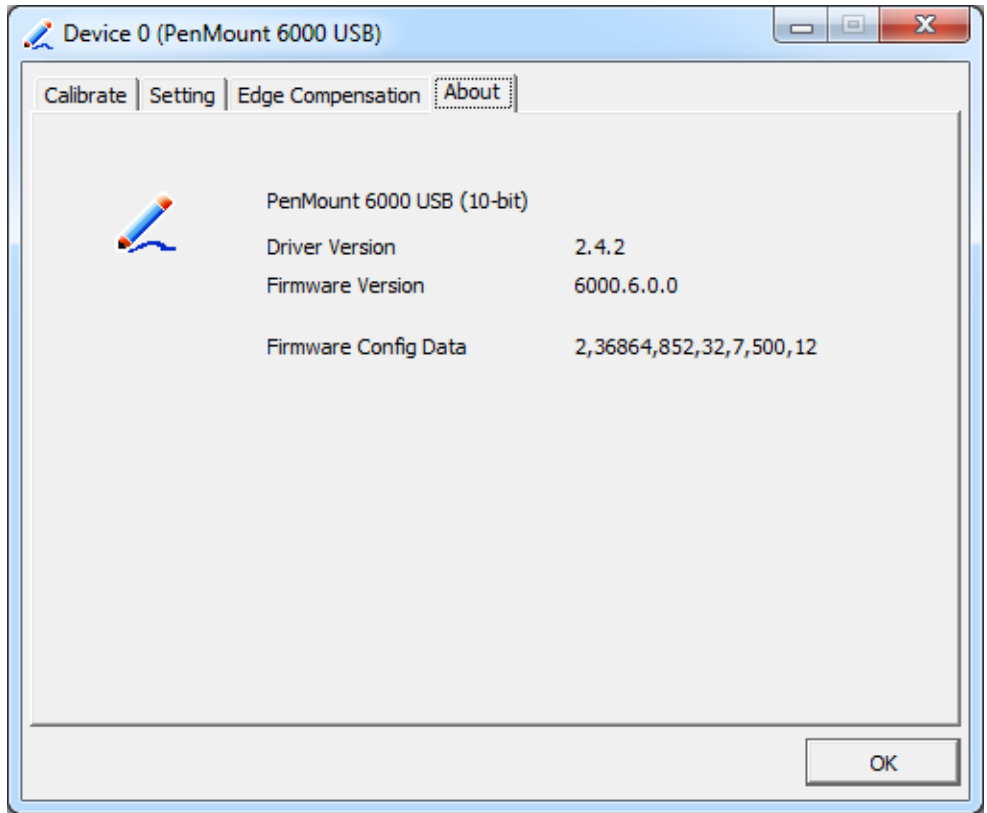 Device 0 (PenMount 6000 USB)
Calibrate Setting Edge Compensation About
PenMount 6000 USB (10-bit)
Driver Version 2.4.2
Firmware Version 6000.6.0.0
Firmware Config Data 2,36864,852,32,7,500,12
OK